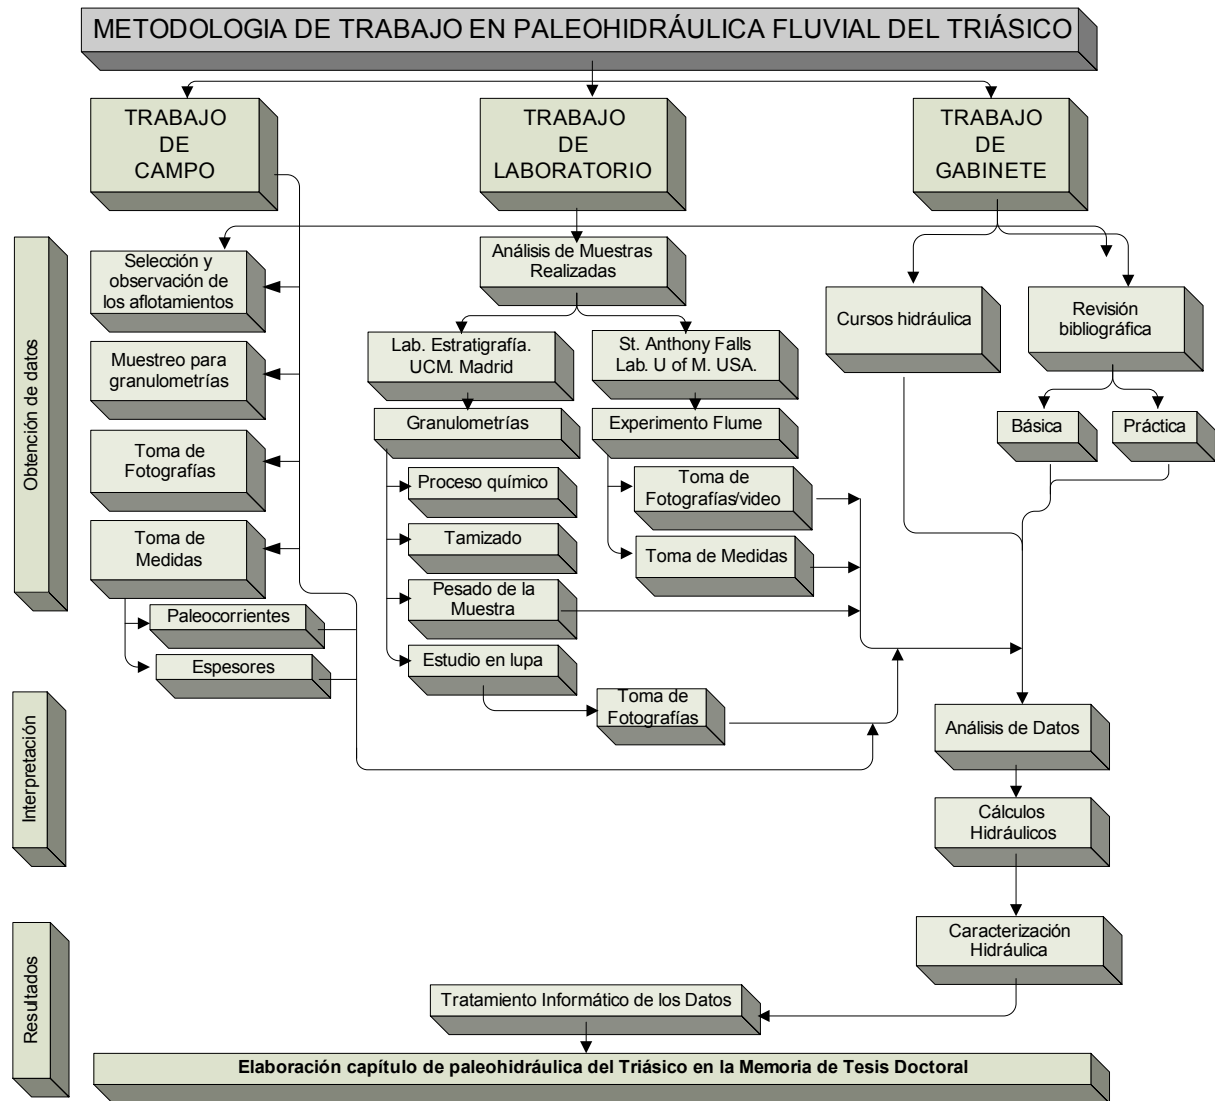 METODOLOGIA DE TRABAJO EN PALEOHIDRÁULICA FLUVIAL DEL TRIÁSICO
TRABAJO
DE
CAMPO
TRABAJO
DE
LABORATORIO
TRABAJO
DE
GABINETE
Obtención de datos
Selección y
observación de
los aflotamientos
Muestreo para
granulometrías
Toma de
Fotografías
Toma de
Medidas
Paleocorrientes
Espesores
Análisis de Muestras
Realizadas
Lab. Estratigrafía.
UCM. Madrid
St. Anthony Falls
Lab. U of M. USA.
Granulometrías
Experimento Flume
Proceso químico
Tamizado
Pesado de la
Muestra
Estudio en lupa
Toma de
Fotografías
Toma de
Fotografías/video
Toma de Medidas
Cursos hidráulica
Revisión
bibliográfica
Básica
Práctica
Interpretación
Análisis de Datos
Cálculos
Hidráulicos
Resultados
Caracterización
Hidráulica
Tratamiento Informático de los Datos
Elaboración capítulo de paleohidráulica del Triásico en la Memoria de Tesis Doctoral